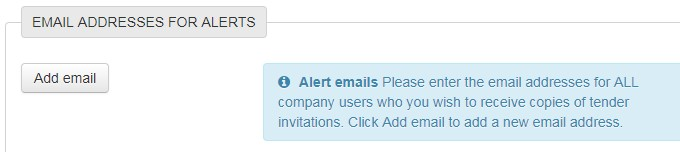 EMAIL ADDRESSES FOR ALERTS
Add email
Alert emails Please enter the email addresses for ALL
company users who you wish to receive copies of tender
invitations. Click Add email to add a new email address.